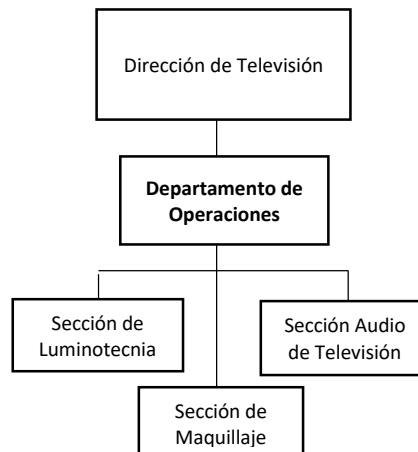 Dirección de Televisión
Departamento de
Operaciones
Sección de
Luminotecnia
Sección Audio
de Televisión
Sección de
Maquillaje